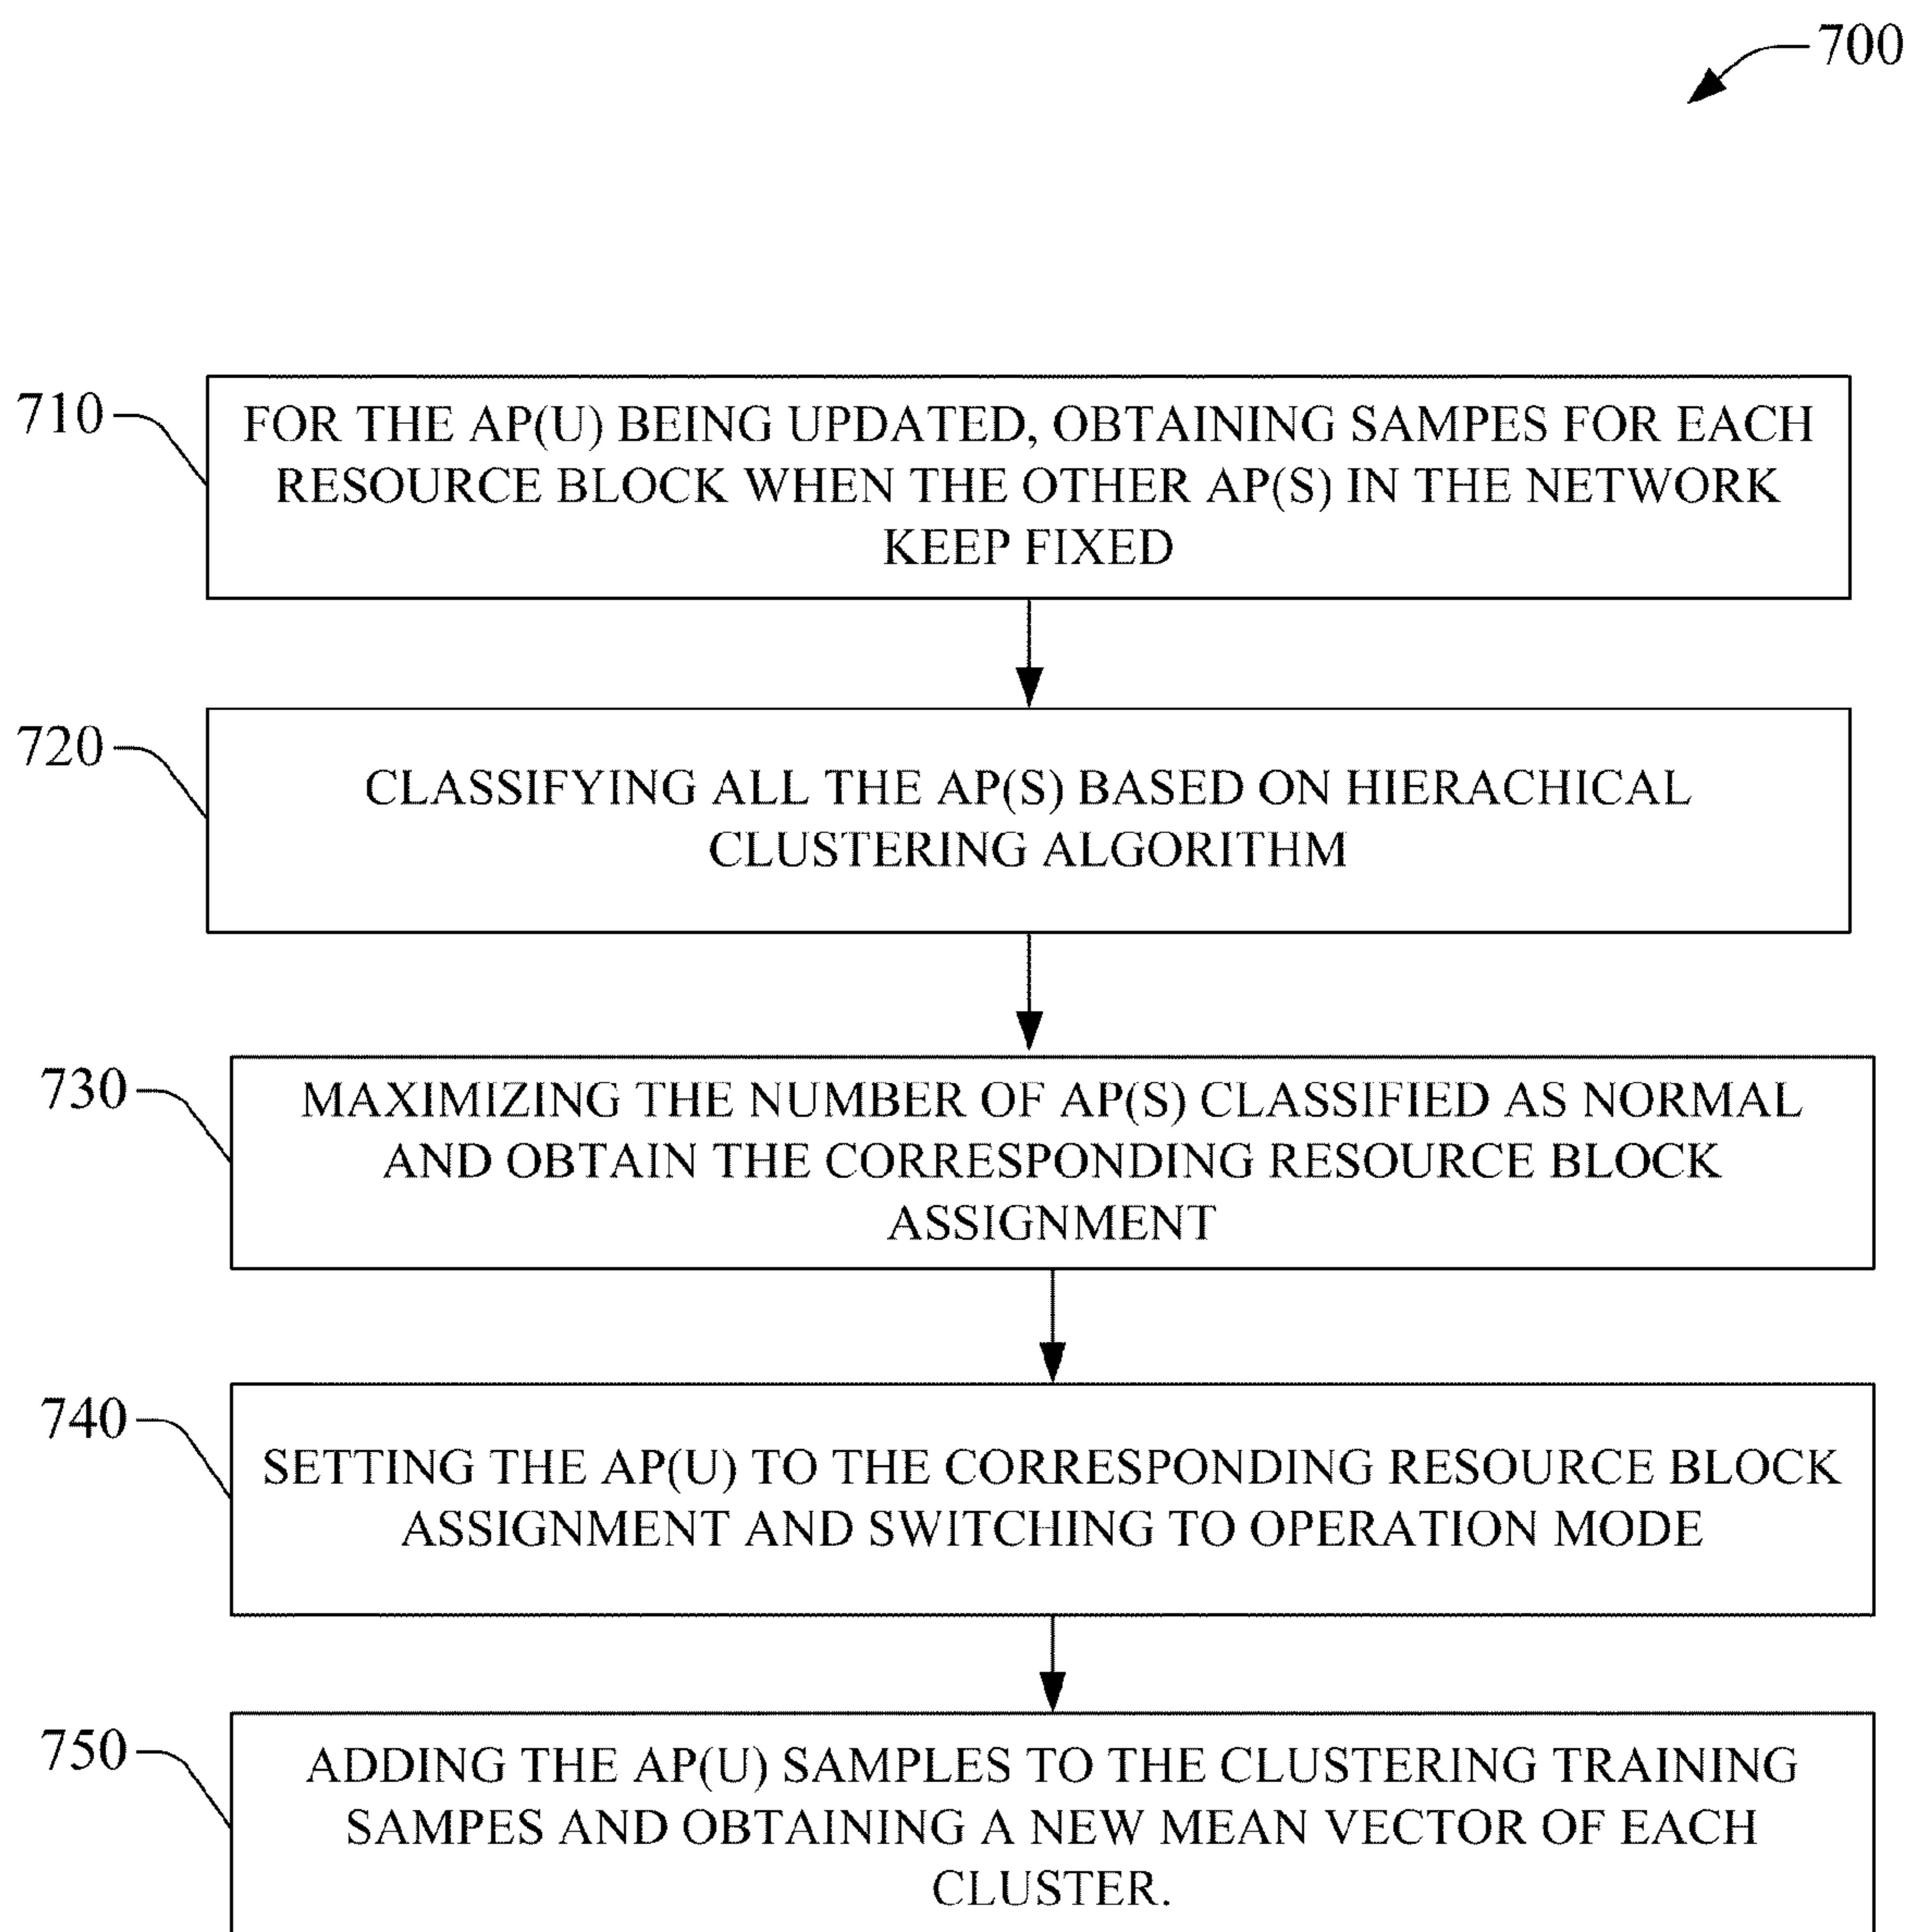 700
710
FOR THE AP(U) BEING UPDATED, OBTAINING SAMPES FOR EACH
RESOURCE BLOCK WHEN THE OTHER AP(S) IN THE NETWORK
KEEP FIXED
720
CLASSIFYING ALL THE AP(S) BASED ON HIERACHICAL
CLUSTERING ALGORITHM
730
MAXIMIZING THE NUMBER OF AP(S) CLASSIFIED AS NORMAL
AND OBTAIN THE CORRESPONDING RESOURCE BLOCK
ASSIGNMENT
740
SETTING THE AP(U) TO THE CORRESPONDING RESOURCE BLOCK
ASSIGNMENT AND SWITCHING TO OPERATION MODE
750
ADDING THE AP(U) SAMPLES TO THE CLUSTERING TRAINING
SAMPES AND OBTAINING A NEW MEAN VECTOR OF EACH
CLUSTER.